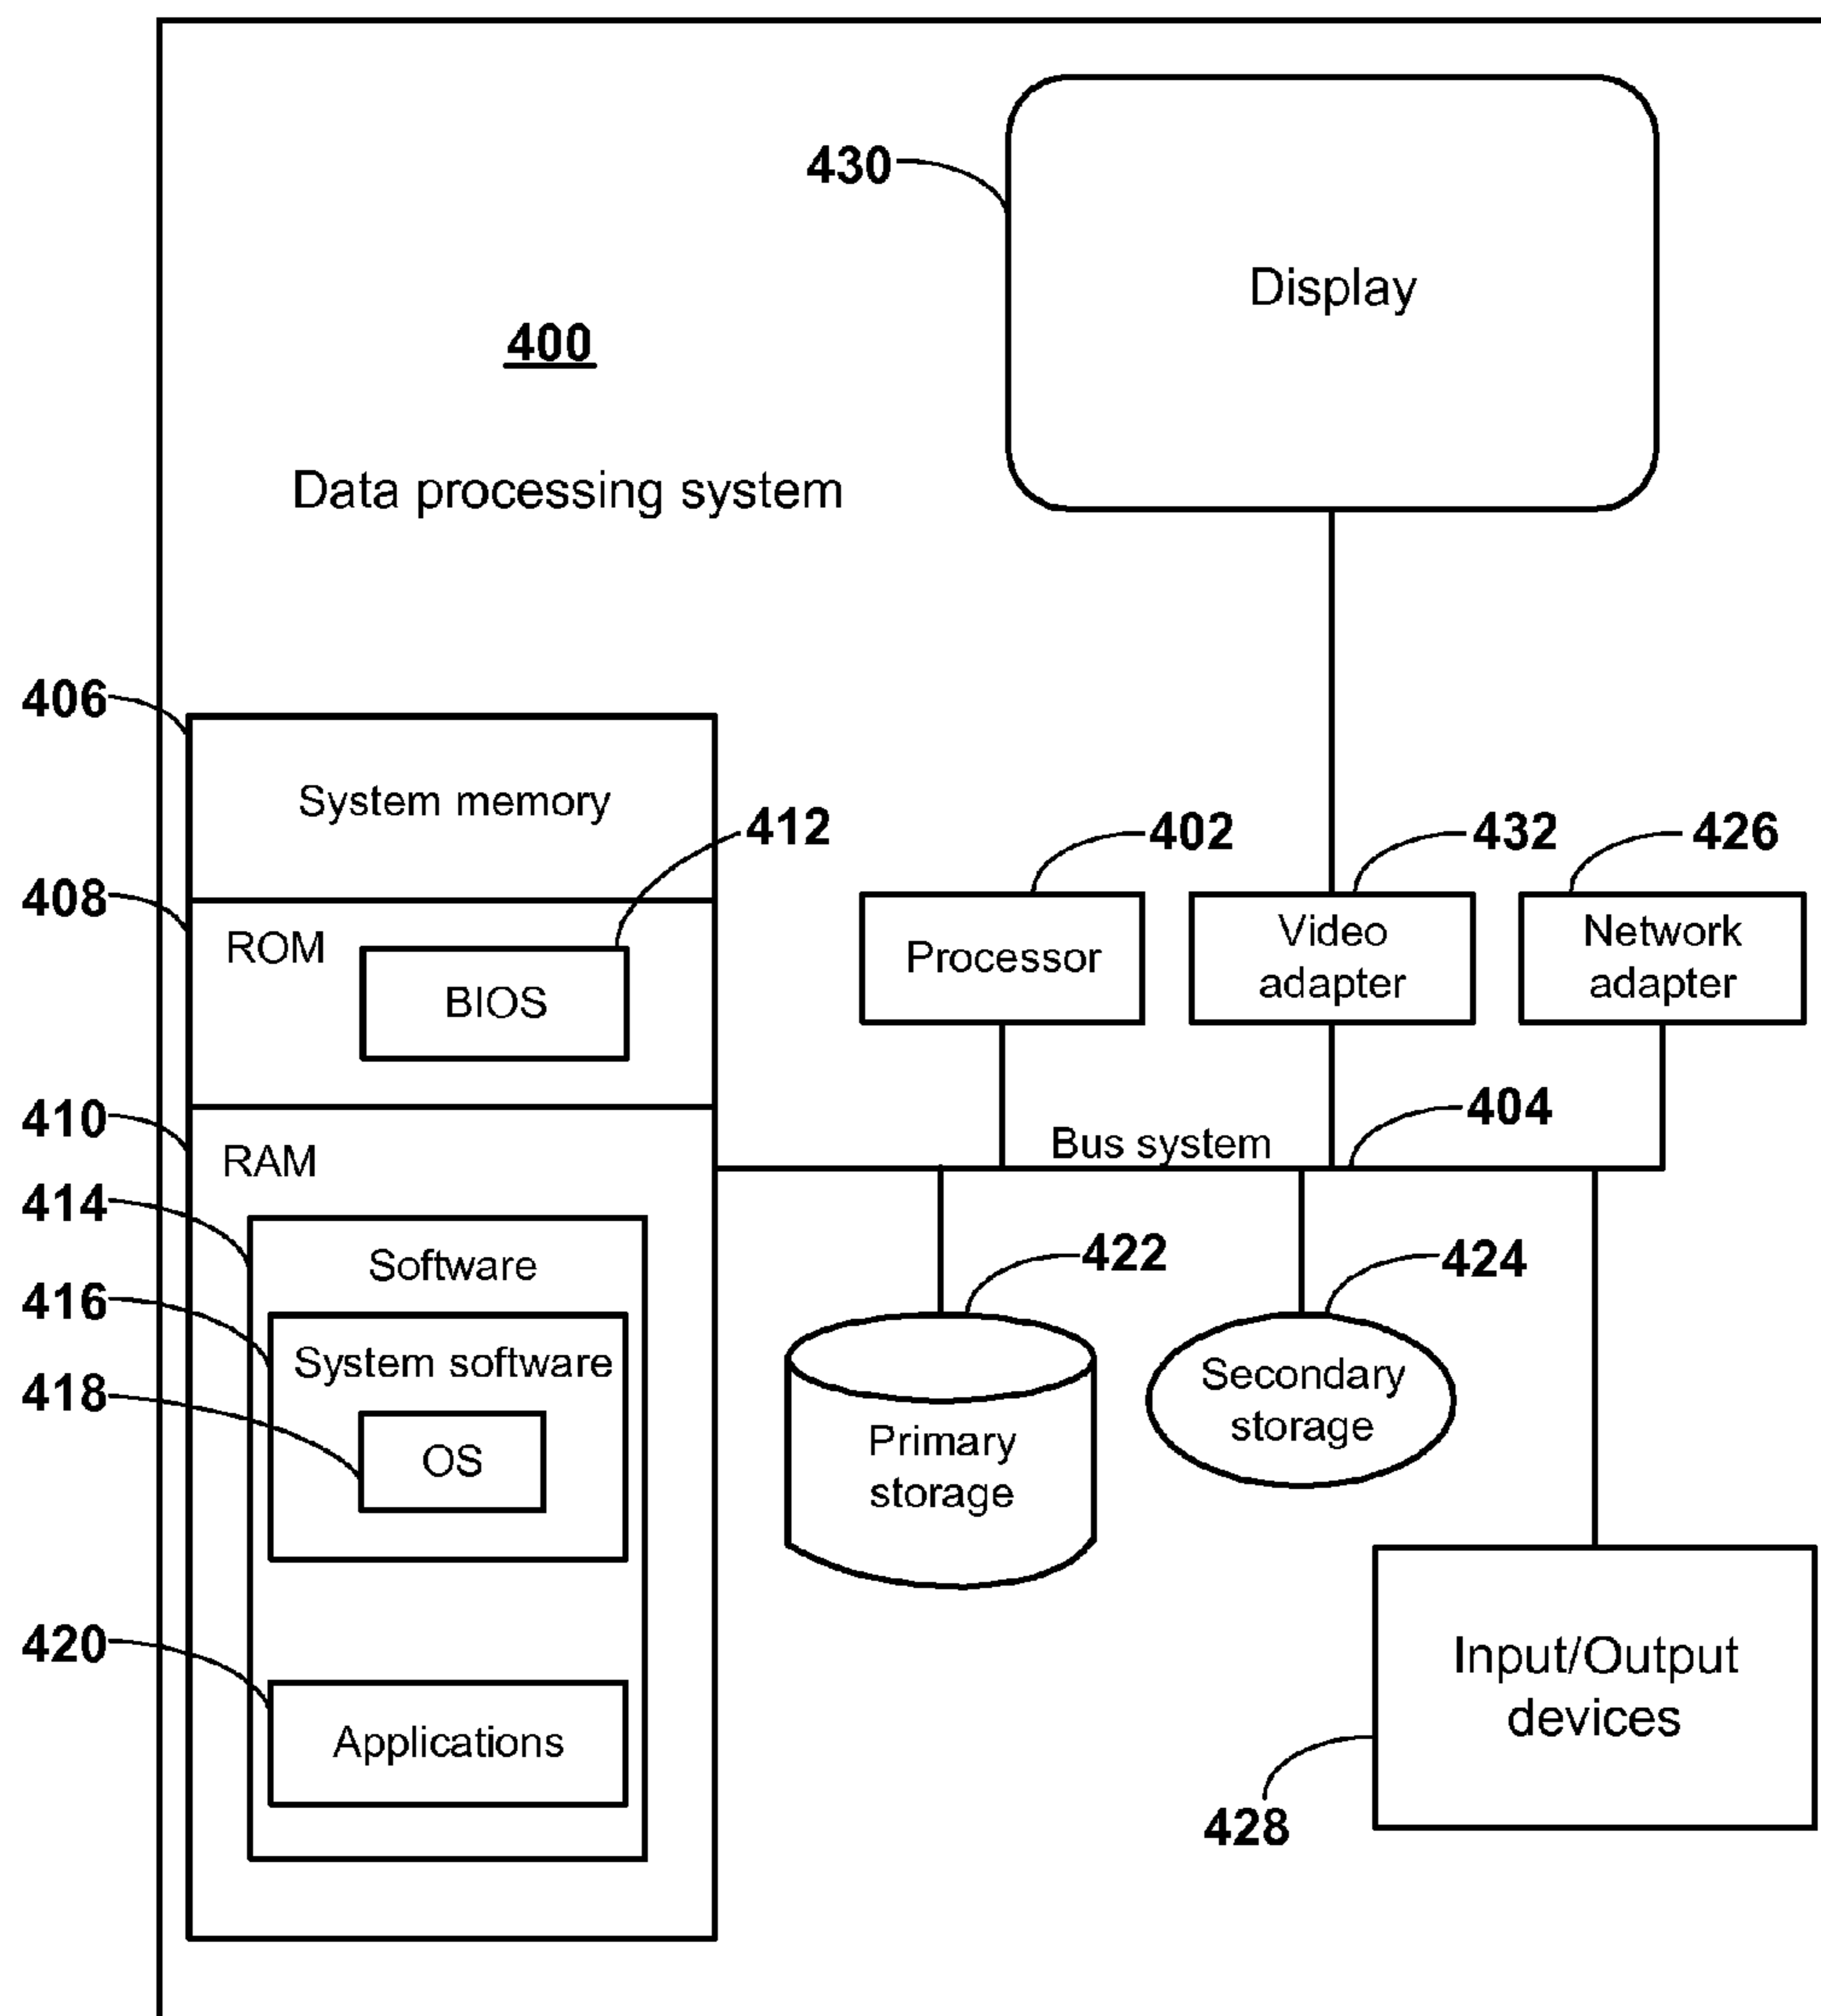 430
Display
400
Data processing system
406
System memory
412
402
432
426
408
ROM
BIOS
Processor
Video
adapter
Network
adapter
410
RAM
Bus system
404
414
Software
422
424
416
System software
418
OS
Primary
storage
Secondary
storage
420
Applications
Input/Output
devices
428